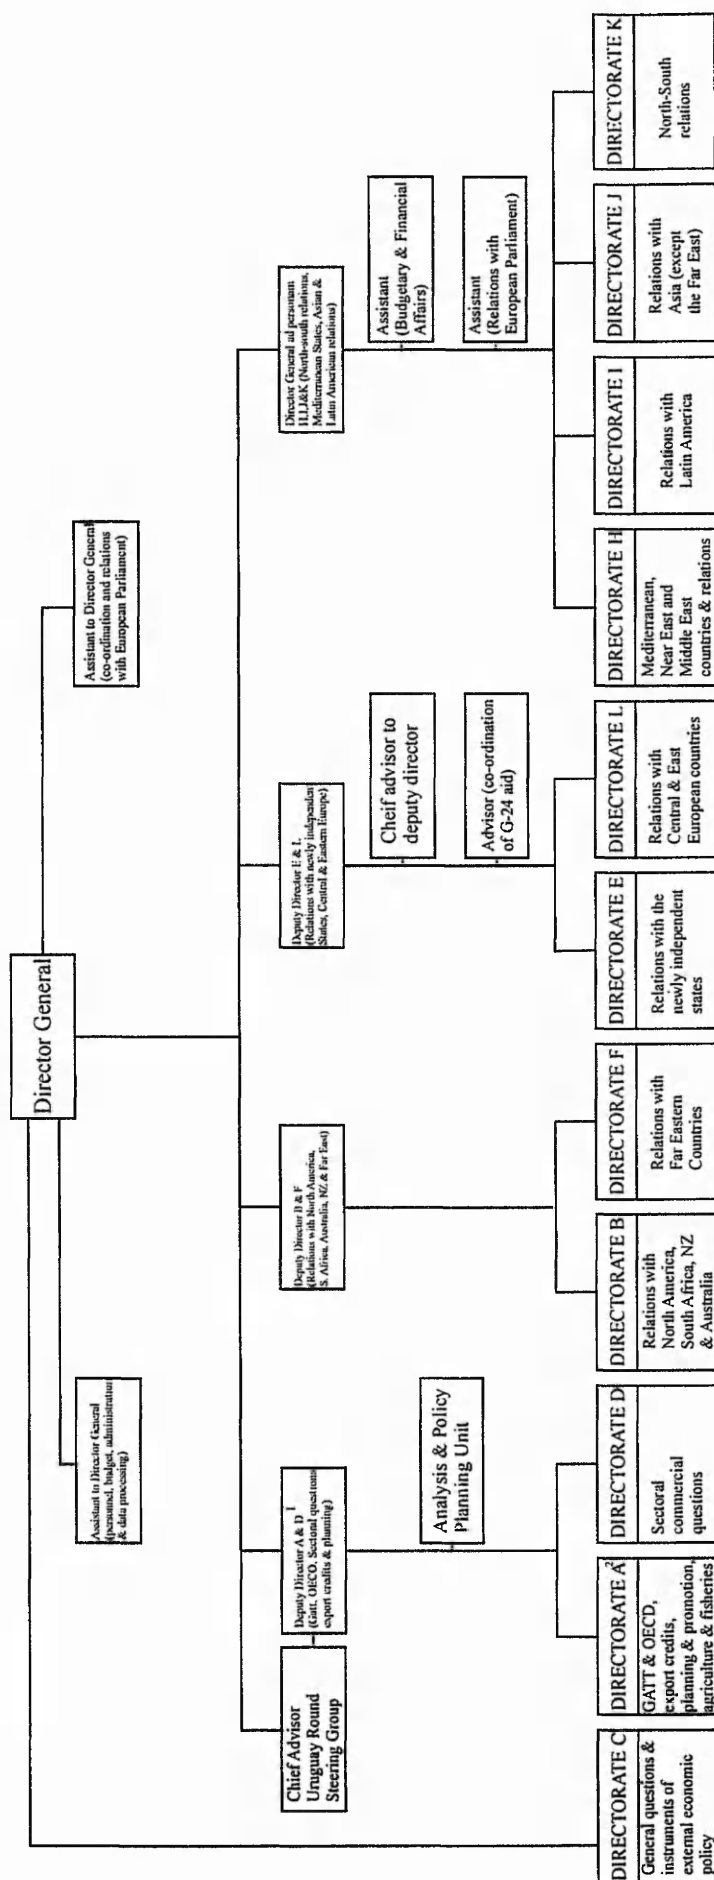 Director General
Assistant to Director General
(personnel, budget, administration
& data processing)
Assistant to Director General
(co-ordination and relations
with European Parliament)
Chief Advisor
Uruguay Round
Steering Group
Deputy Director A & D 1
(Gatt, OECO, Sectoral questions
export credits & planning)
Deputy Director B & F
(Relations with North America,
S. Africa, Australia, NZ & Far East)
Deputy Director E & L
(Relations with newly independent
States, Central & Eastern Europe)
Director General ad personam
H,I,J&K (North-south relations,
Mediterranean States, Asian &
Latin American relations)
Analysis & Policy
Planning Unit
Cheif advisor to
deputy director
Advisor (co-ordination
of G-24 aid)
Assistant
(Budgetary & Financial
Affairs)
Assistant
(Relations with
European Parliament)
DIRECTORATE C
General questions &
instruments of
external economic
policy
DIRECTORATE A2
GATT & OECD,
export credits,
planning & promotion,
agriculture & fisheries
DIRECTORATE D
Sectoral
commercial
questions
DIRECTORATE B
Relations with
North America,
South Africa, NZ
& Australia
DIRECTORATE F
Relations with
Far Eastern
Countries
DIRECTORATE E
Relations with the
newly independent
states
DIRECTORATE L
Relations with
Central & East
European countries
DIRECTORATE H
Mediterranean,
Near East and
Middle East
countries & relations
DIRECTORATE I
Relations with
Latin America
DIRECTORATE J
Relations with
Asia (except
the Far East)
DIRECTORATE K
North-South
relations